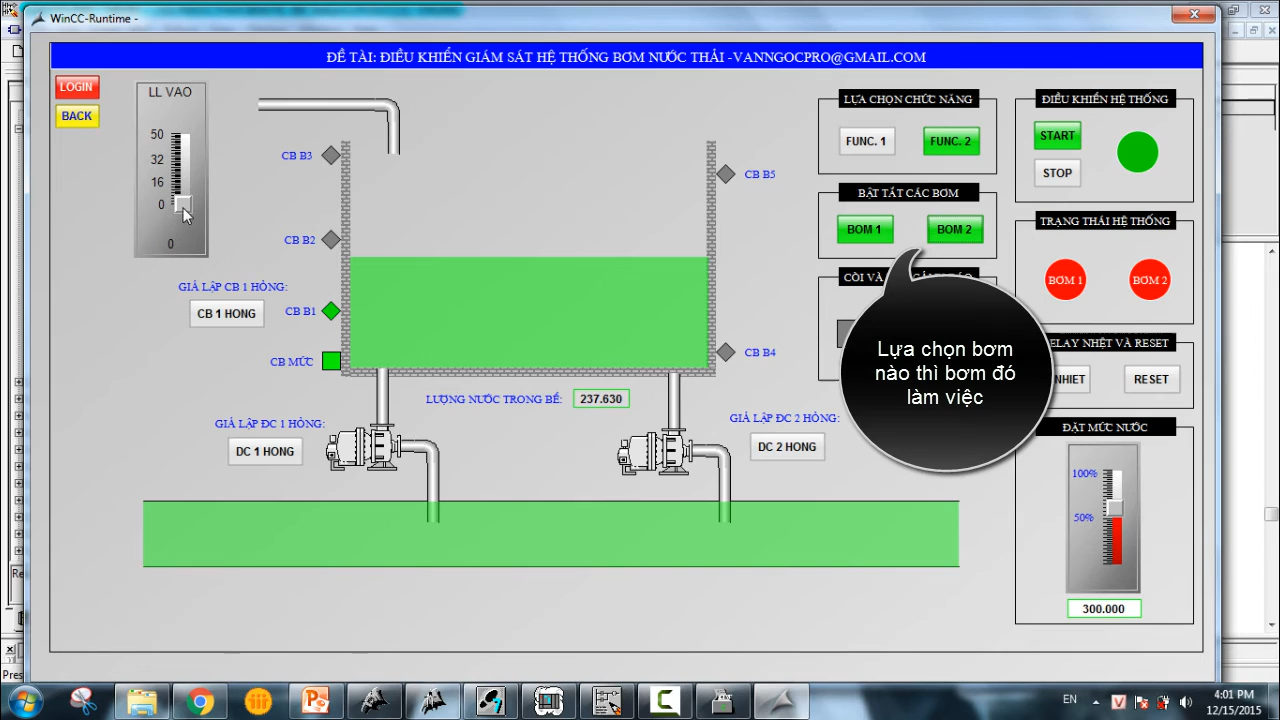 WinCC-Runtime -
ĐỀ TÀI: ĐIỀU KHIỂN GIÁM SÁT HỆ THỐNG BƠM NƯỚC THẢI -VANNGOCPRO@GMAIL.COM
LOGIN
BACK
LL VAO
50
32
16
0
0
CB B3
CB B2
GIẢ LẬP CB 1 HỎNG:
CB 1 HONG
CB B1
CB MỨC
CB B5
CB B4
LƯỢNG NƯỚC TRONG BỂ:
237.630
GIẢ LẬP ĐC 1 HỎNG:
DC 1 HONG
GIẢ LẬP ĐC 2 HỎNG:
DC 2 HONG
LỰA CHỌN CHỨC NĂNG
FUNC. 1
FUNC. 2
BẬT TẮT CÁC BƠM
BOM 1
BOM 2
CÒI VÀ
Lựa chọn bơm
nào thì bơm đó
làm việc
ĐIỀU KHIỂN HỆ THỐNG
START
STOP
TRẠNG THÁI HỆ THỐNG
BƠM 1
BƠM 2
ELAY NHIỆT VÀ RESET
NHIET
RESET
ĐẶT MỨC NƯỚC
100%
50%
300.000
Re
Pres
EN
4:01 PM
12/15/2015